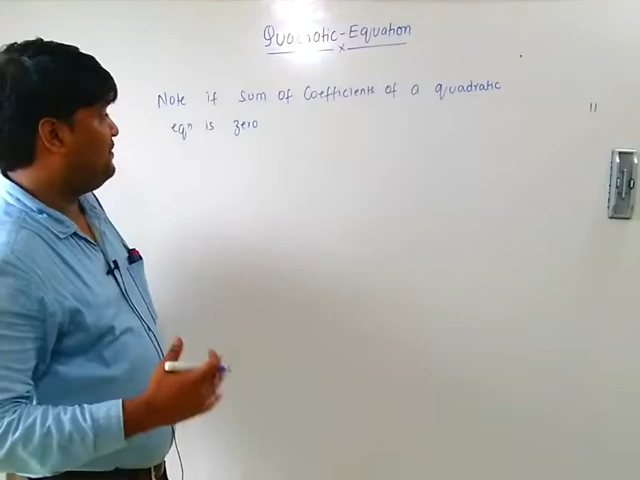 Quadratic-Equation
x
Note if sum of Coefficients of a quadratic
eqn is zero